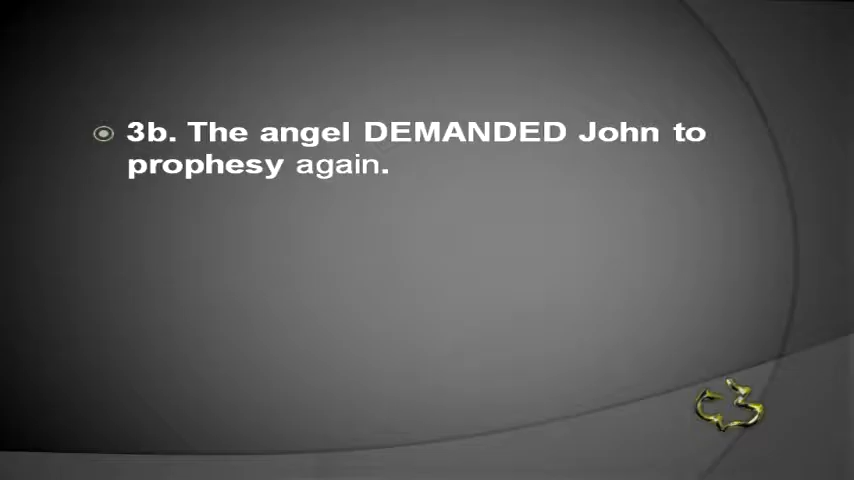 3b. The angel DEMANDED John to
prophesy again.